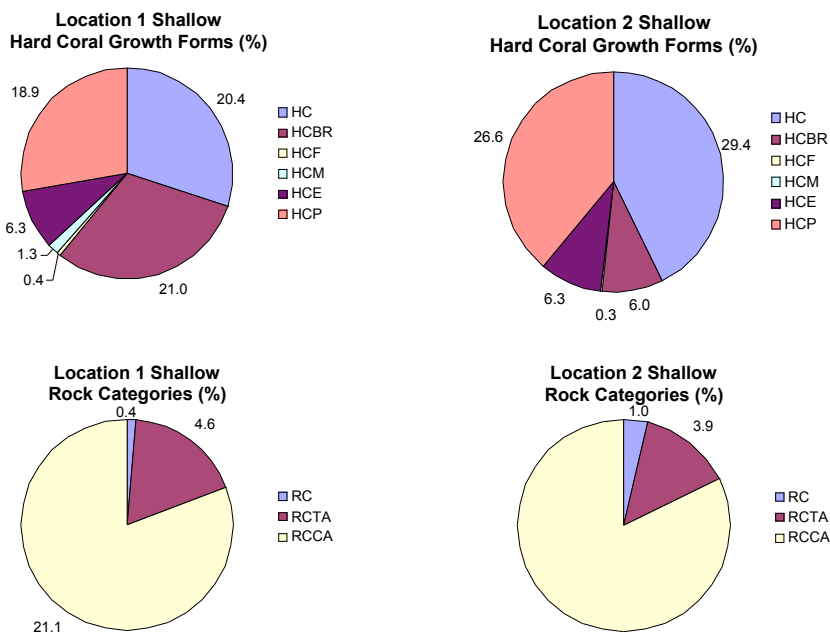 Location 1 Shallow
Hard Coral Growth Forms (%)
18.9
20.4
6.3
1.3
0.4
21.0
HC
HCBR
HCF
HCM
HCE
HCP
Location 2 Shallow
Hard Coral Growth Forms (%)
26.6
29.4
6.3
0.3
6.0
HC
HCBR
HCF
HCM
HCE
HCP
Location 1 Shallow
Rock Categories (%)
0.4
4.6
21.1
RC
RCTA
RCCA
Location 2 Shallow
Rock Categories (%)
1.0
3.9
RC
RCTA
RCCA